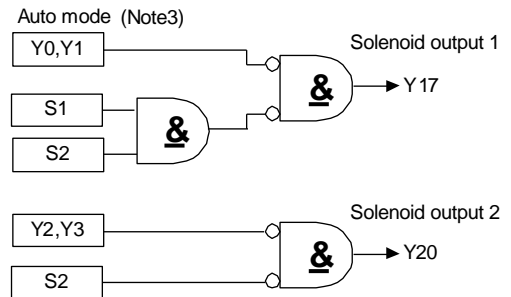 Auto mode (Note3)
Y0,Y1
Solenoid output 1
&
Y17
S1
&
S2
Solenoid output 2
Y2,Y3
&
Y20
S2